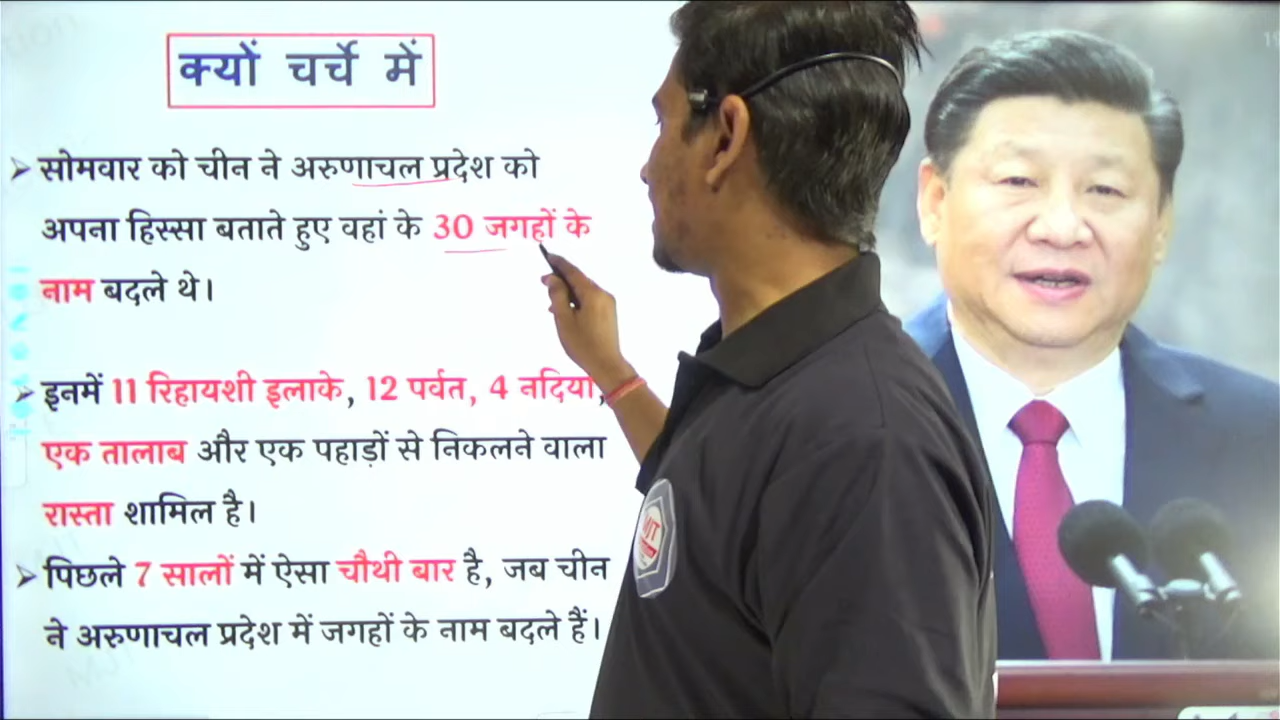 क्यों चर्चे में
➤ सोमवार को चीन ने अरुणाचल प्रदेश को
अपना हिस्सा बताते हुए वहां के 30 जगहों के
नाम बदले थे।
➤ इनमें 11 रिहायशी इलाके, 12 पर्वत, 4 नदियां,
एक तालाब और एक पहाड़ों से निकलने वाला
रास्ता शामिल है।
➤ पिछले 7 सालों में ऐसा चौथी बार है, जब चीन
ने अरुणाचल प्रदेश में जगहों के नाम बदले हैं।